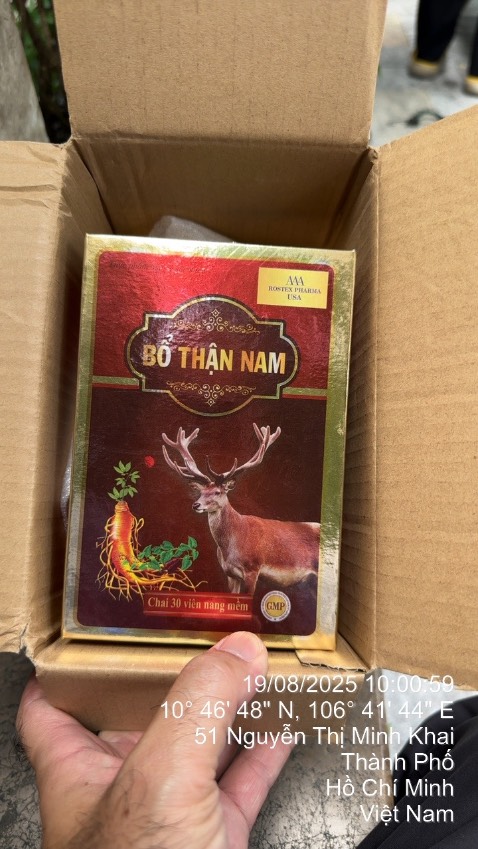 AAA
ROSTEX PHARMA
USA
BỔ THẬN NAM
Chai 30 viên nang mềm
GMP
19/08/2025 10:00:59
10° 46' 48" N, 106° 41' 44" E
51 Nguyễn Thị Minh Khai
Thành Phố
Hồ Chí Minh
Việt Nam